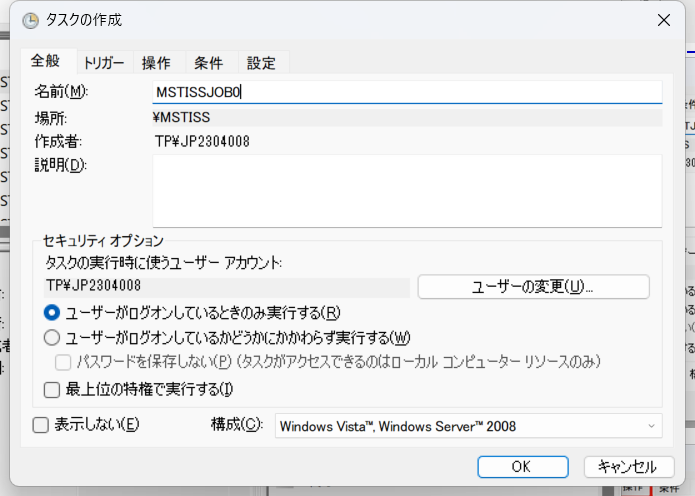 タスクの作成
全般 トリガー 操作 条件 設定
名前(M): MSTISSJOB0
場所: ¥MSTISS
作成者: TP¥JP2304008
説明(D):
セキュリティ オプション
タスクの実行時に使うユーザー アカウント:
TP¥JP2304008 ユーザーの変更(U)...
ユーザーがログオンしているときのみ実行する(R)
ユーザーがログオンしているかどうかにかかわらず実行する(W)
パスワードを保存しない(P) (タスクがアクセスできるのはローカル コンピューター リソースのみ)
最上位の特権で実行する(I)
表示しない(E) 構成(C): Windows Vista™, Windows Server™ 2008
OK キャンセル
操作 条件